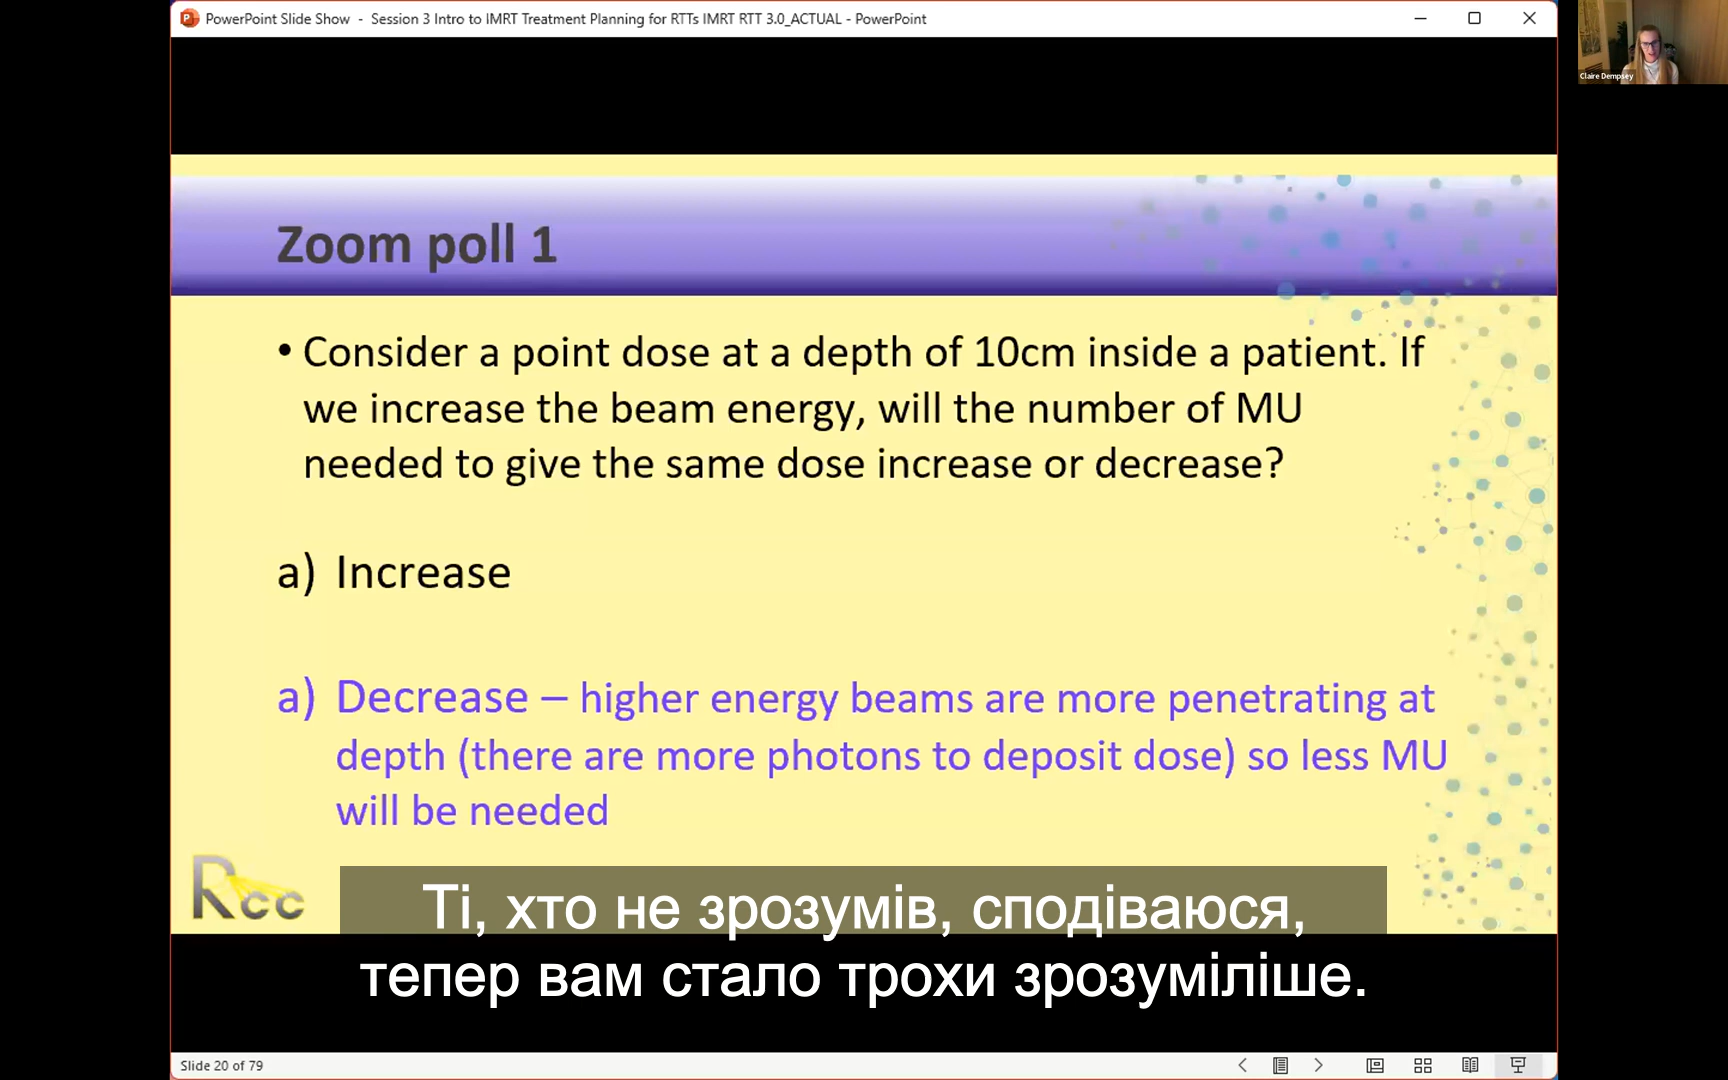 PowerPoint Slide Show - Session 3 Intro to IMRT Treatment Planning for RTTs IMRT RTT 3.0_ACTUAL - PowerPoint
Claire Dempsey
Zoom poll 1
• Consider a point dose at a depth of 10cm inside a patient. If
we increase the beam energy, will the number of MU
needed to give the same dose increase or decrease?
a) Increase
a) Decrease – higher energy beams are more penetrating at
depth (there are more photons to deposit dose) so less MU
will be needed
Rcc
Ті, хто не зрозумів, сподіваюся,
тепер вам стало трохи зрозуміліше.
Slide 20 of 79